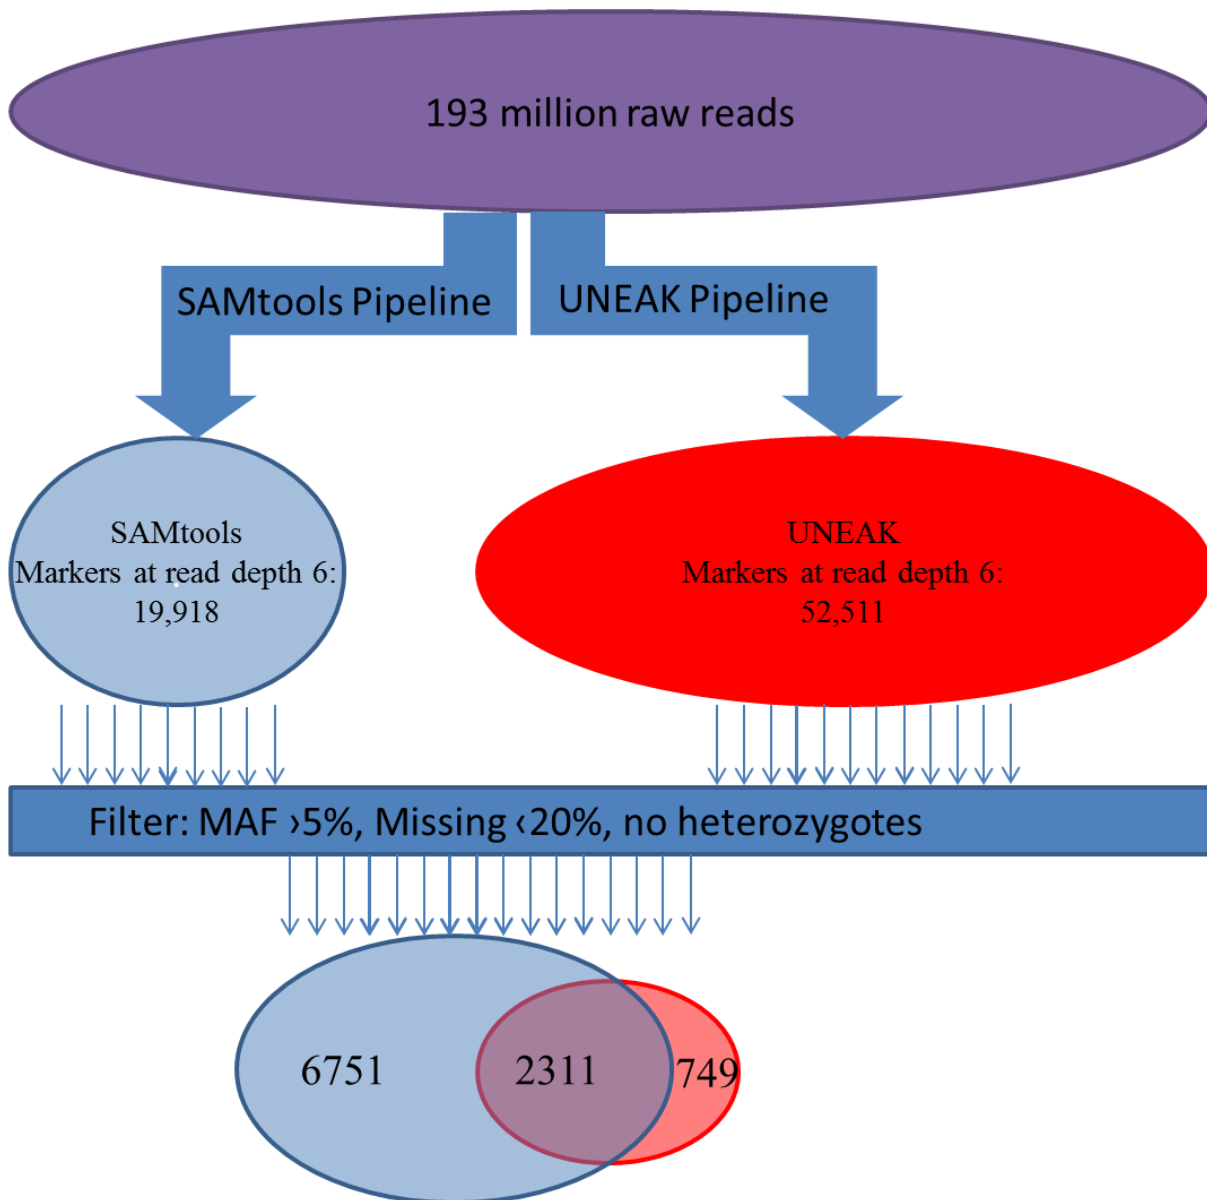 193 million raw reads
SAMtools Pipeline
UNEAK Pipeline
SAMtools
Markers at read depth 6:
19,918
UNEAK
Markers at read depth 6:
52,511
Filter: MAF ›5%, Missing ‹20%, no heterozygotes
6751
2311
749